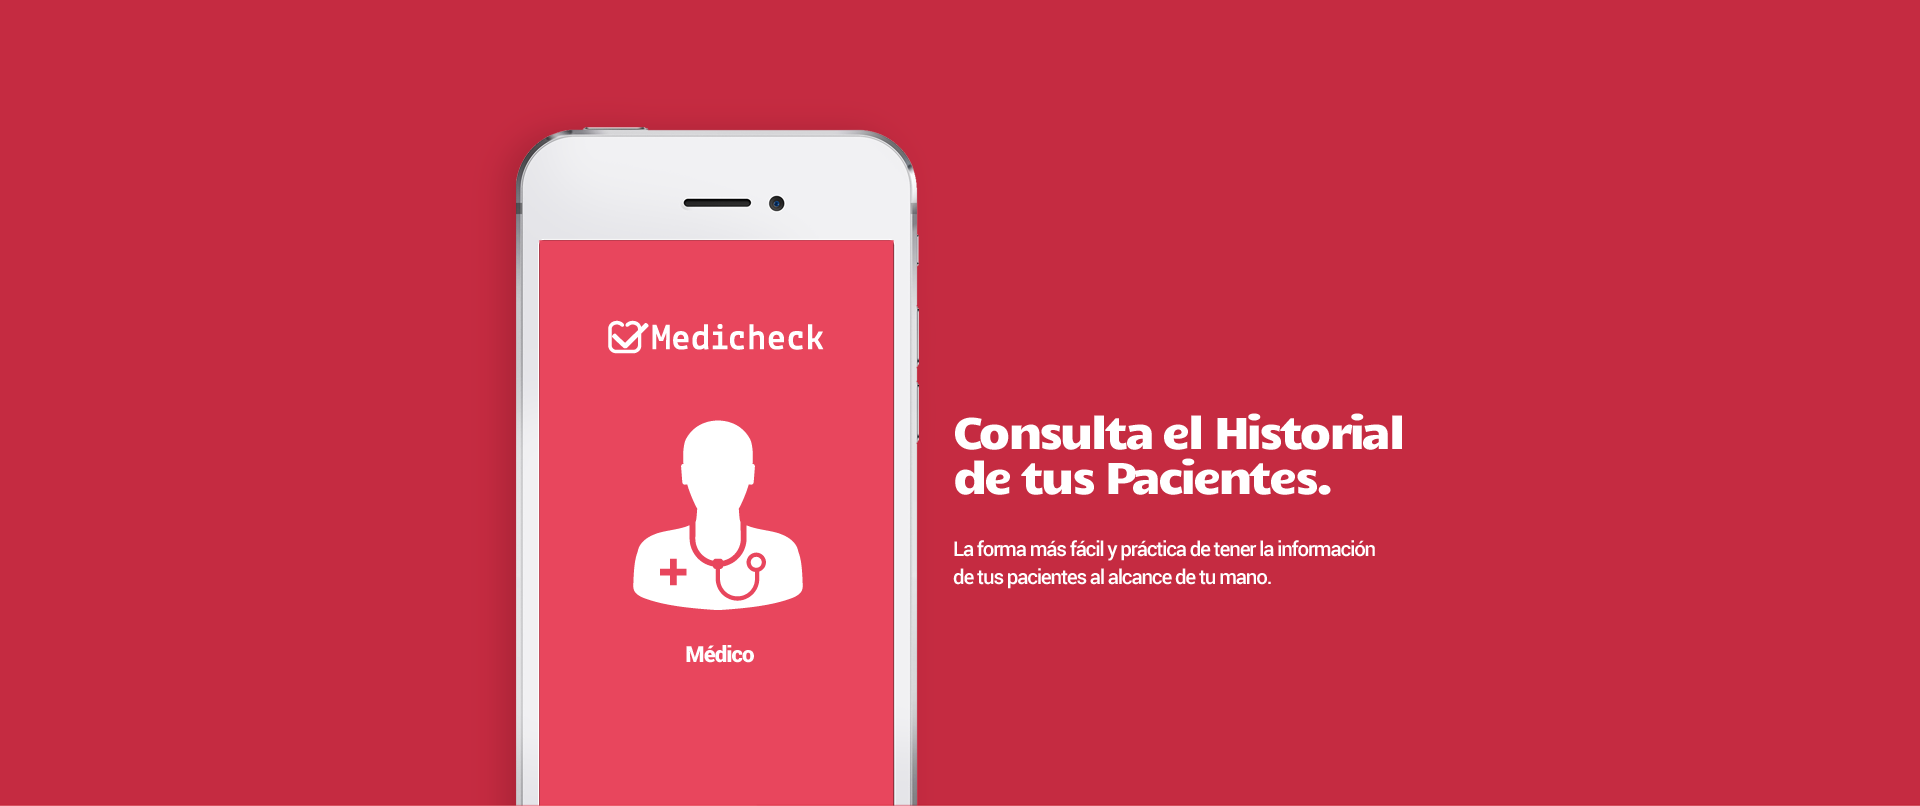 Medicheck
Médico
Consulta el Historial
de tus Pacientes.
La forma más fácil y práctica de tener la información
de tus pacientes al alcance de tu mano.